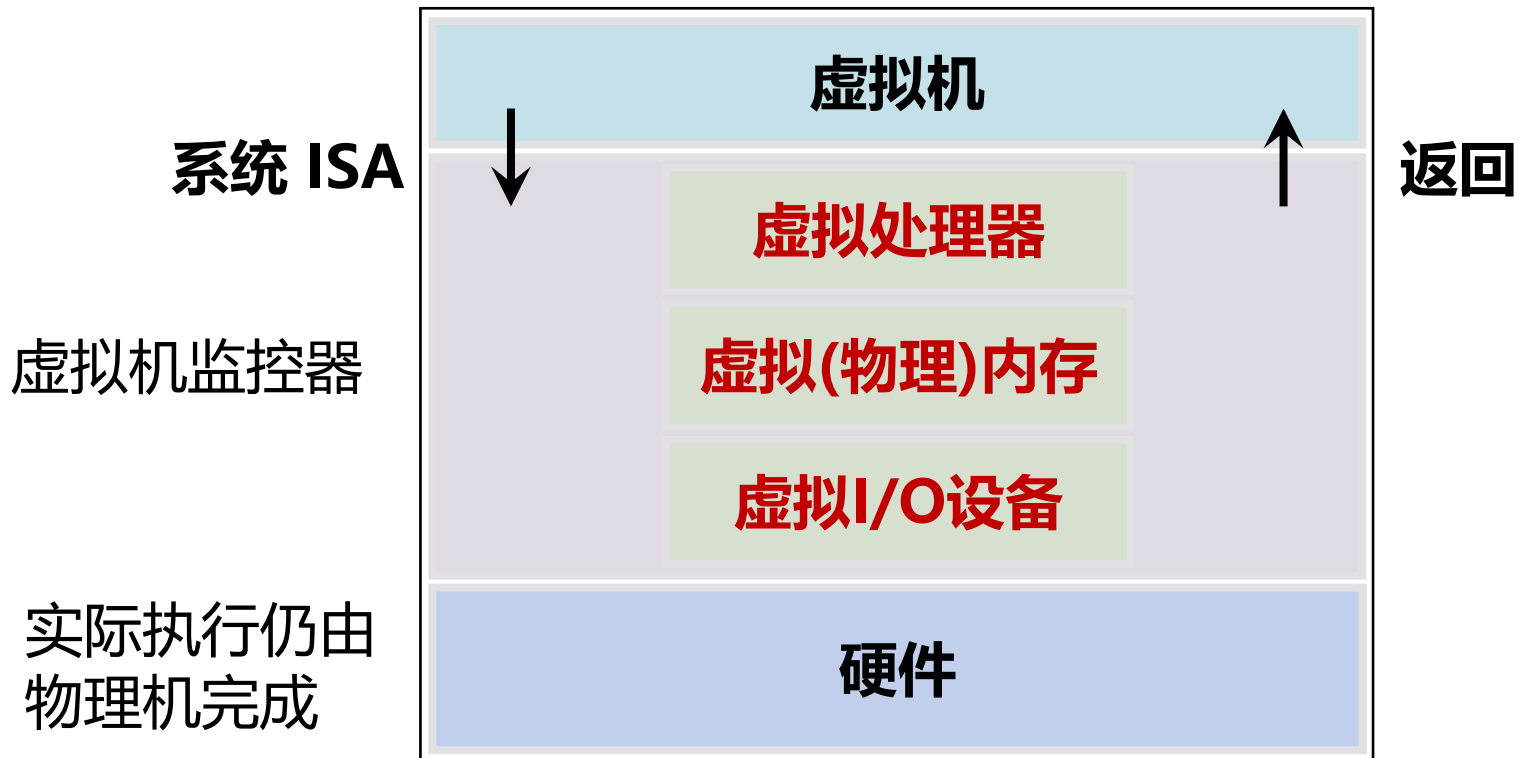 虚拟机
系统 ISA
返回
虚拟处理器
虚拟机监控器
虚拟(物理)内存
虚拟I/O设备
实际执行仍由
物理机完成
硬件